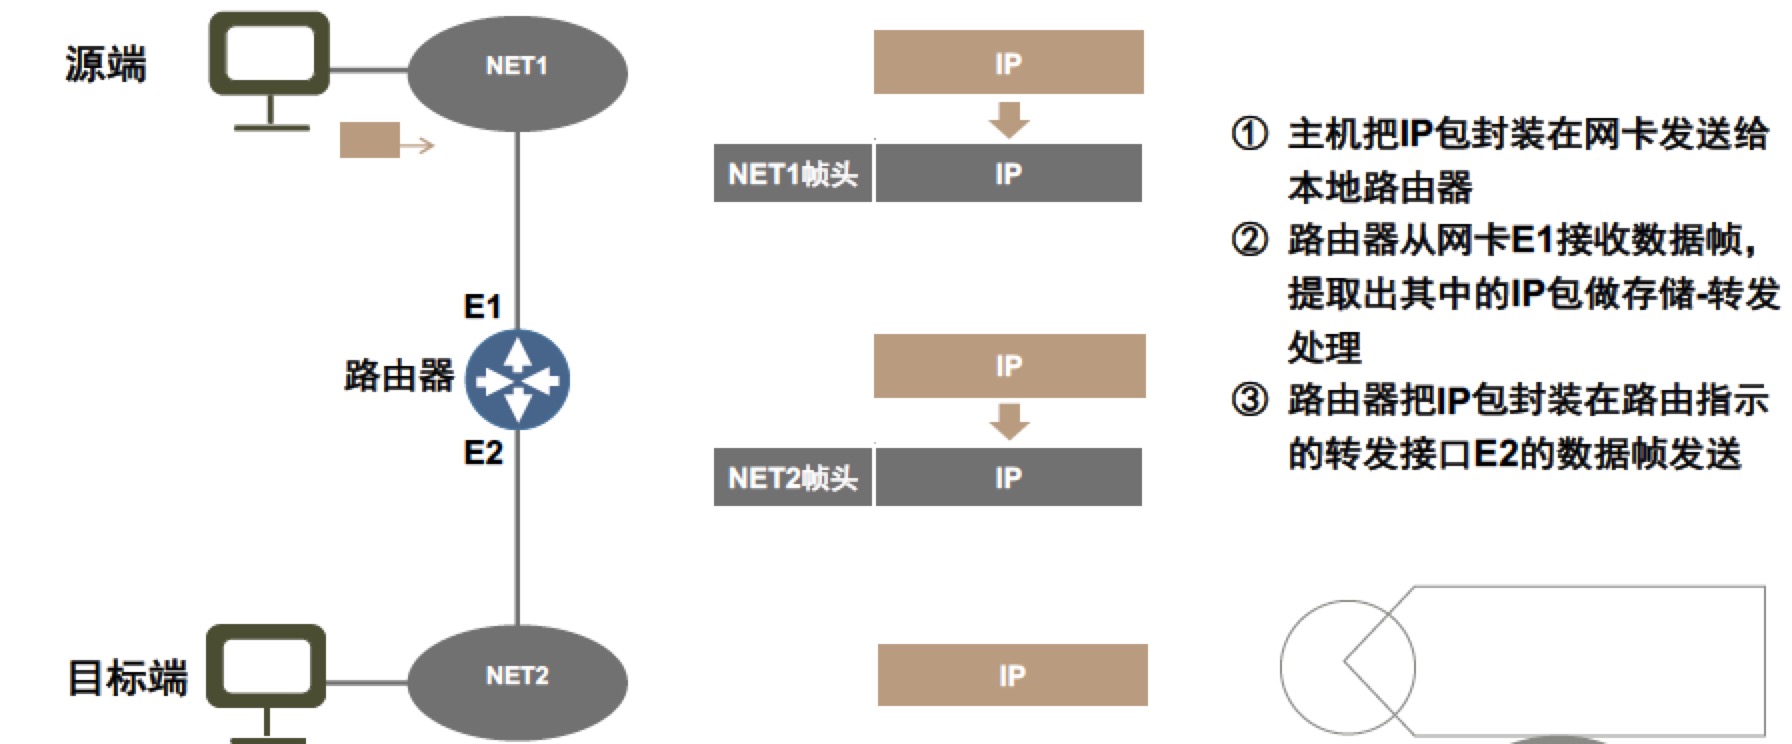 源端
NET1
IP
NET1帧头 IP
E1
路由器
E2
IP
NET2帧头 IP
目标端
NET2
IP
① 主机把IP包封装在网卡发送给
本地路由器
② 路由器从网卡E1接收数据帧,
提取出其中的IP包做存储-转发
处理
③ 路由器把IP包封装在路由指示
的转发接口E2的数据帧发送